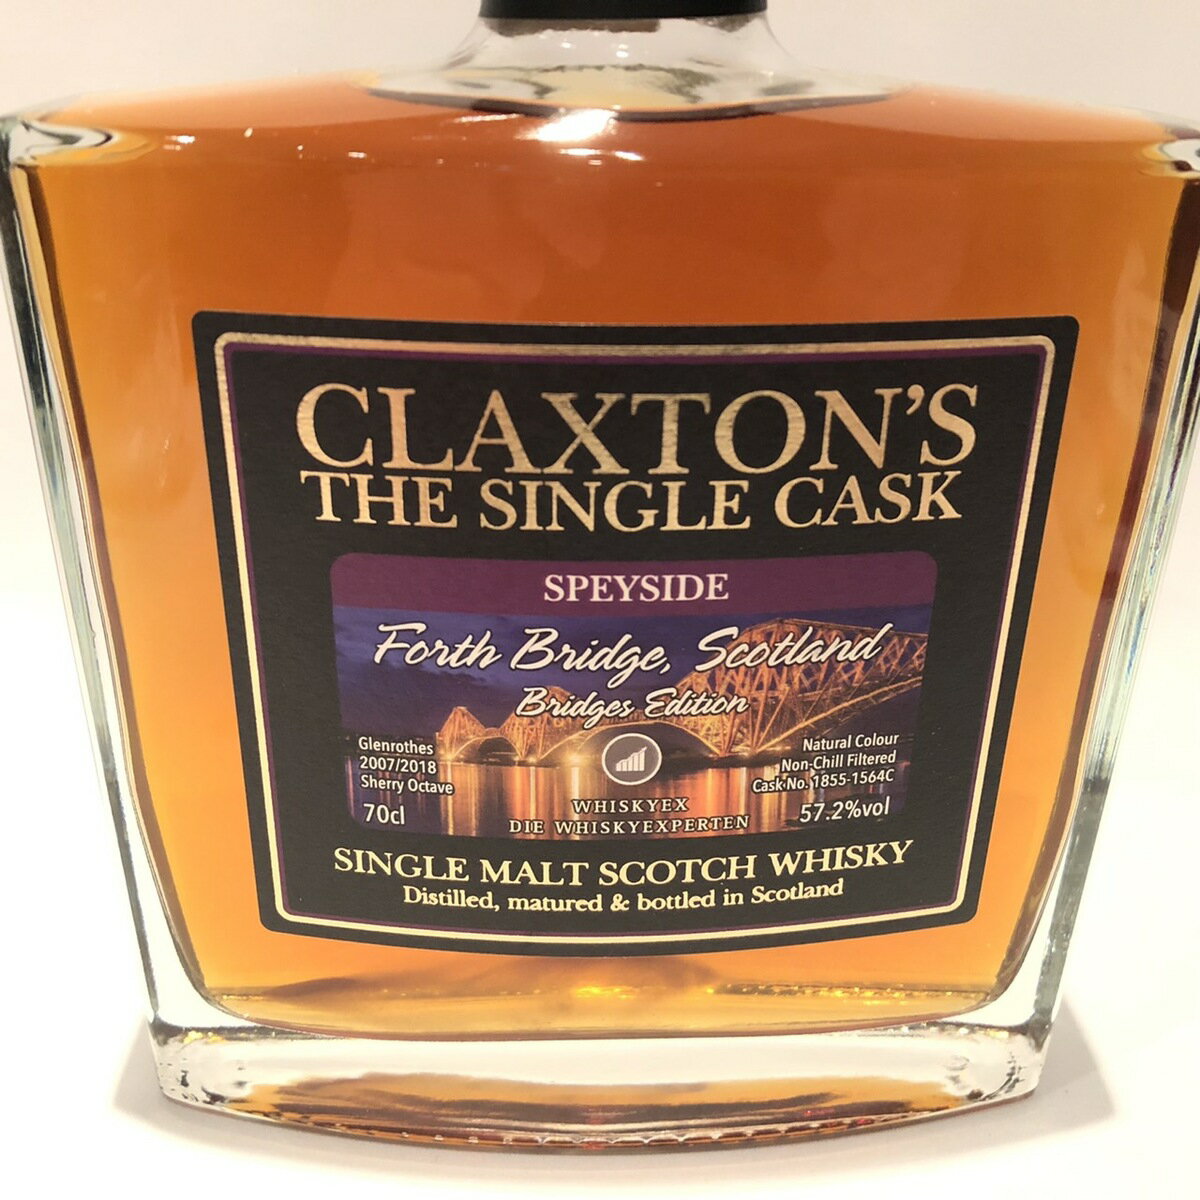 CLAXTON'S
THE SINGLE CASK
SPEYSIDE
Forth Bridge, Scotland
Bridges Edition
Glenrothes
2007/2018
Sherry Octave
70cl
Natural Colour
Non-Chill Filtered
Cask No. 1855-1564C
57.2%vol
WHISKYEX
DIE WHISKYEXPERTEN
SINGLE MALT SCOTCH WHISKY
Distilled, matured & bottled in Scotland